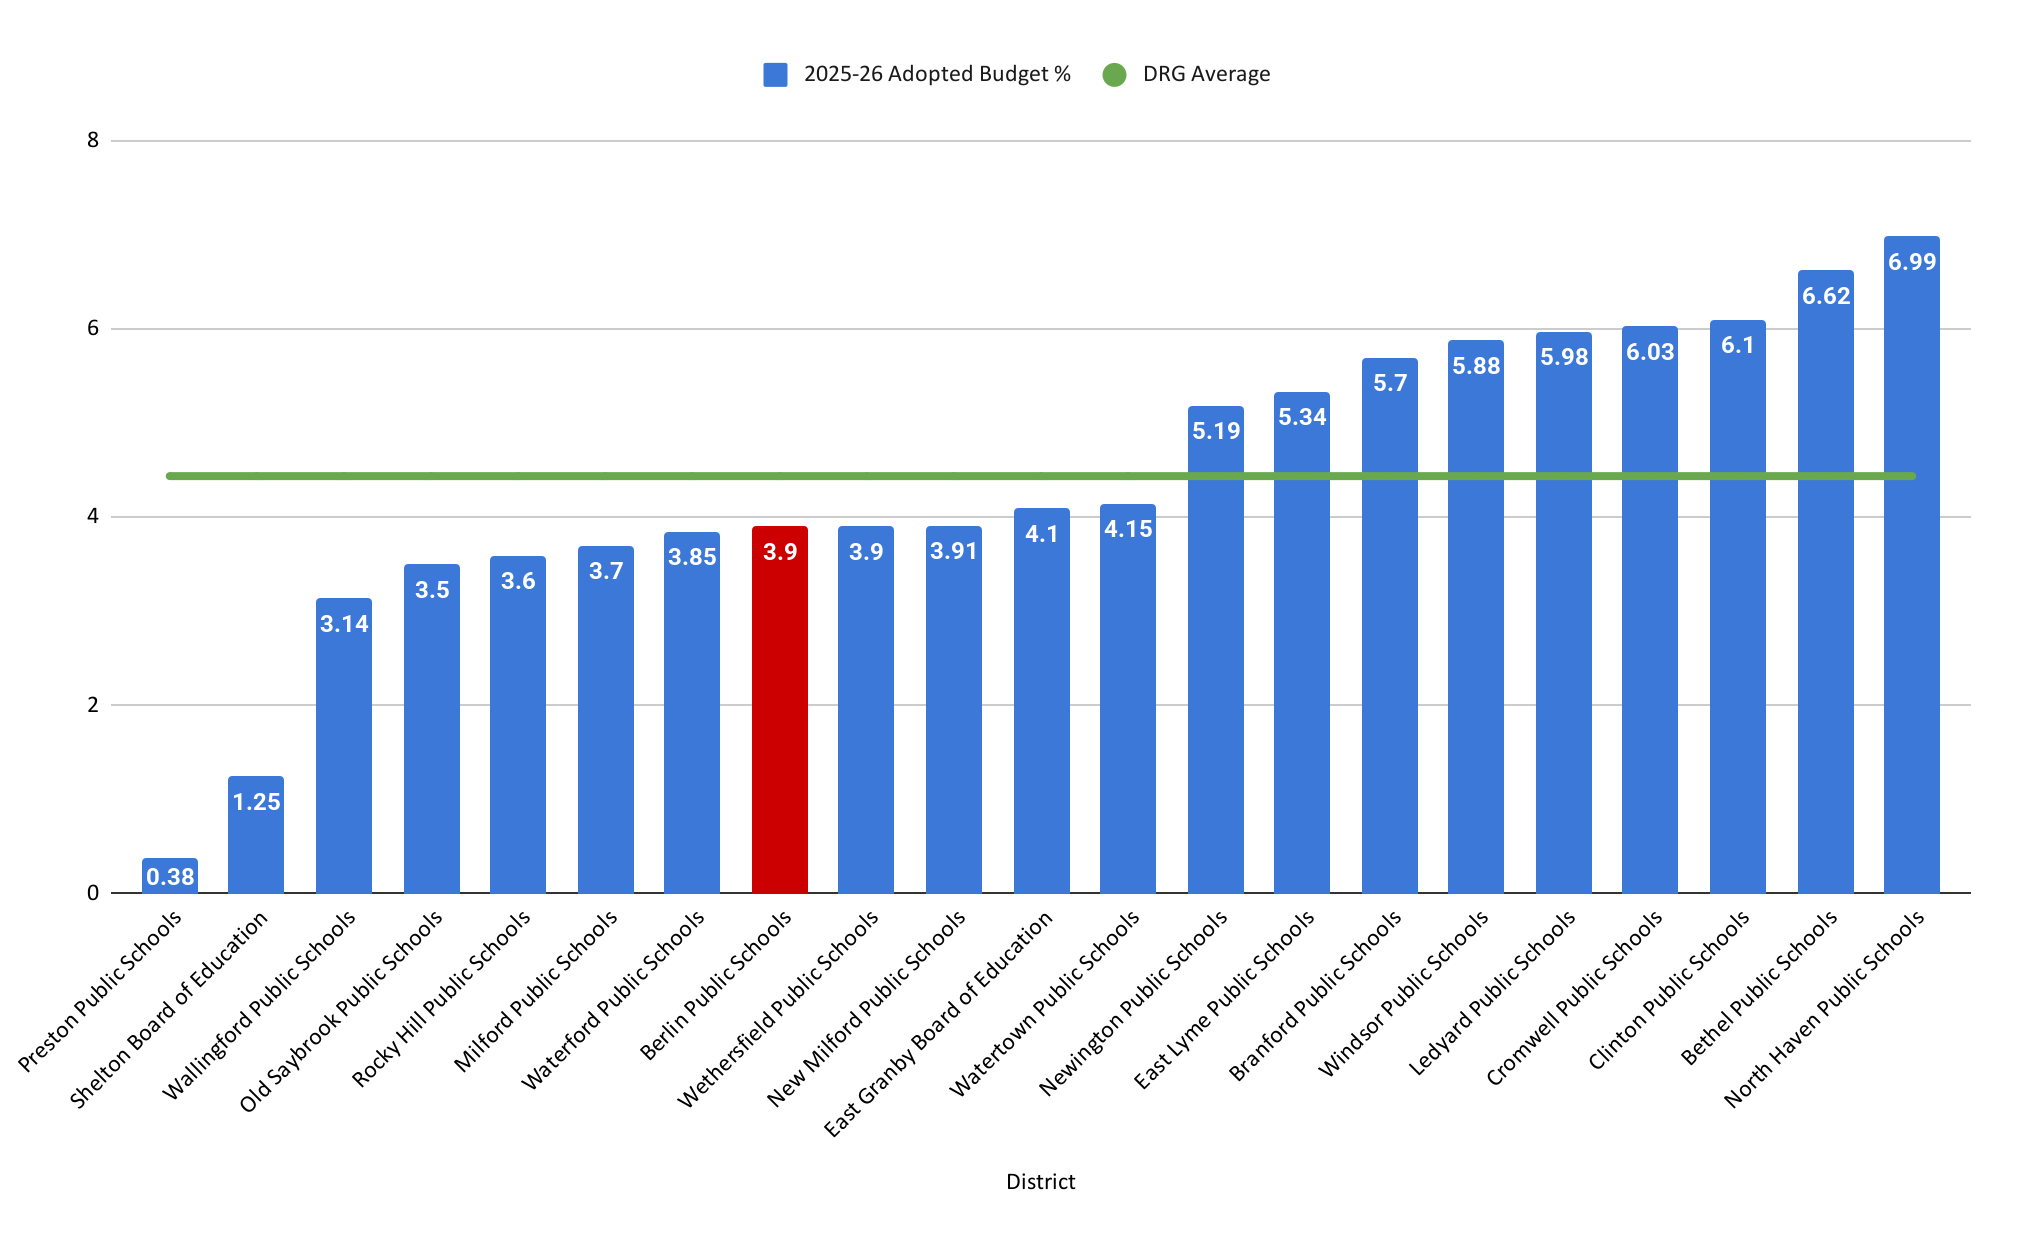 2025-26 Adopted Budget %
DRG Average
8
6
4
2
0
0.38
1.25
3.14
3.5
3.6
3.7
3.85
3.9
3.9
3.91
4.1
4.15
5.19
5.34
5.7
5.88
5.98
6.03
6.1
6.62
6.99
Preston Public Schools
Shelton Board of Education
Wallingford Public Schools
Old Saybrook Public Schools
Rocky Hill Public Schools
Milford Public Schools
Waterford Public Schools
Berlin Public Schools
Wethersfield Public Schools
New Milford Public Schools
East Granby Board of Education
Watertown Public Schools
Newington Public Schools
East Lyme Public Schools
Branford Public Schools
Windsor Public Schools
Ledyard Public Schools
Cromwell Public Schools
Clinton Public Schools
Bethel Public Schools
North Haven Public Schools
District